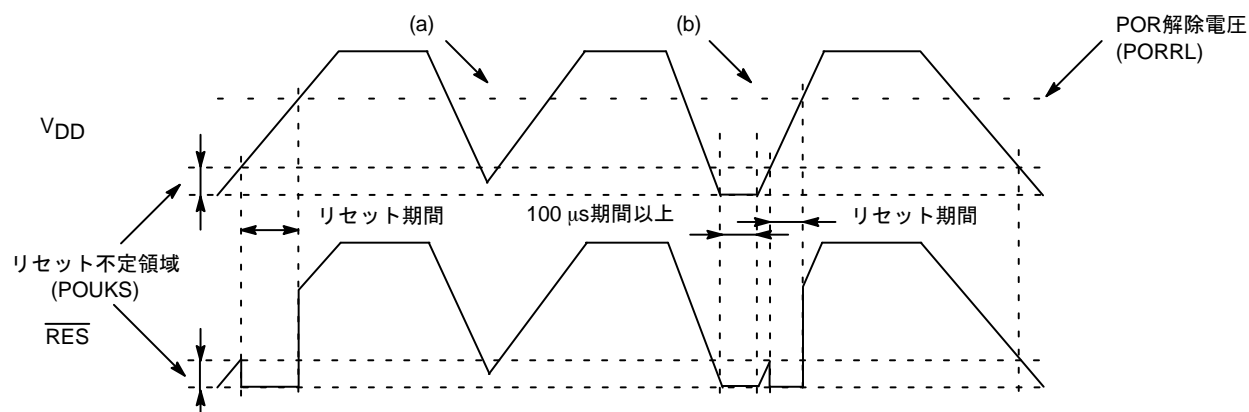 (a)
(b)
POR解除電圧
(PORRL)
VDD
リセット期間
100 μs期間以上
リセット期間
リセット不定領域
(POUKS)
RES